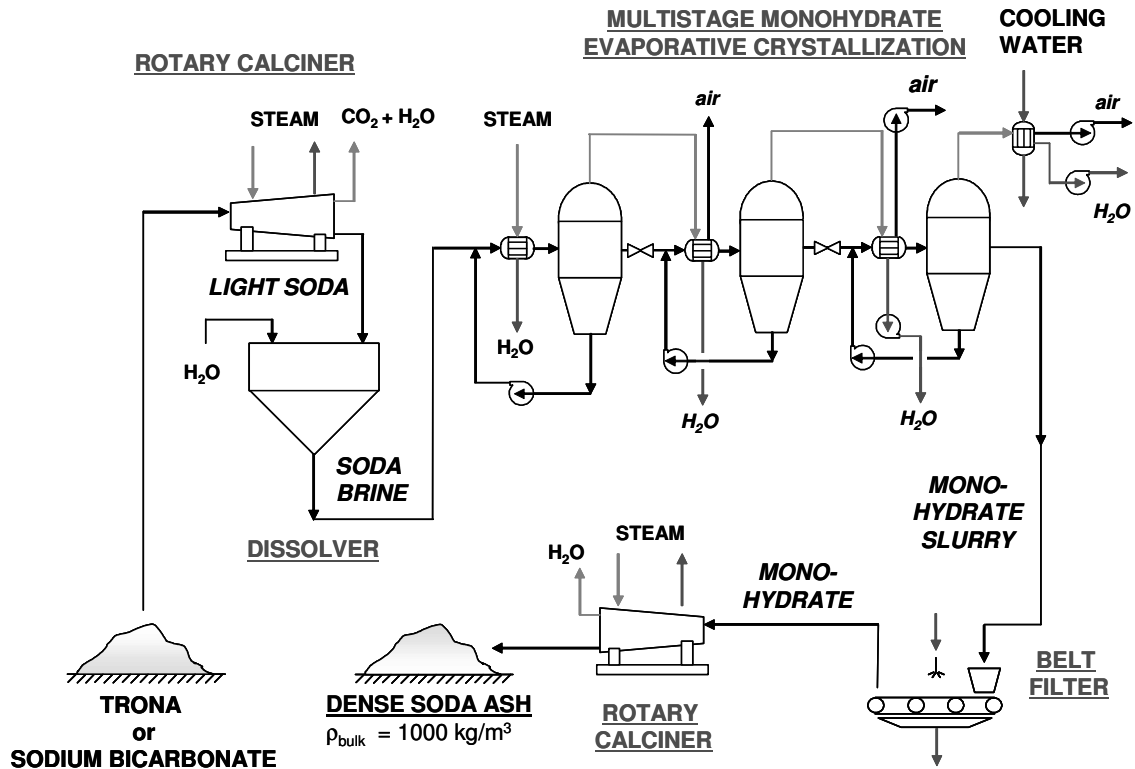 MULTISTAGE MONOHYDRATE
EVAPORATIVE CRYSTALLIZATION
COOLING
WATER
ROTARY CALCINER
STEAM
CO2 + H2O
STEAM
air
air
air
H2O
LIGHT SODA
H2O
H2O
H2O
H2O
SODA
BRINE
DISSOLVER
MONO-
HYDRATE
SLURRY
H2O
STEAM
MONO-
HYDRATE
BELT
FILTER
TRONA
or
SODIUM BICARBONATE
DENSE SODA ASH
ρbulk = 1000 kg/m³
ROTARY
CALCINER